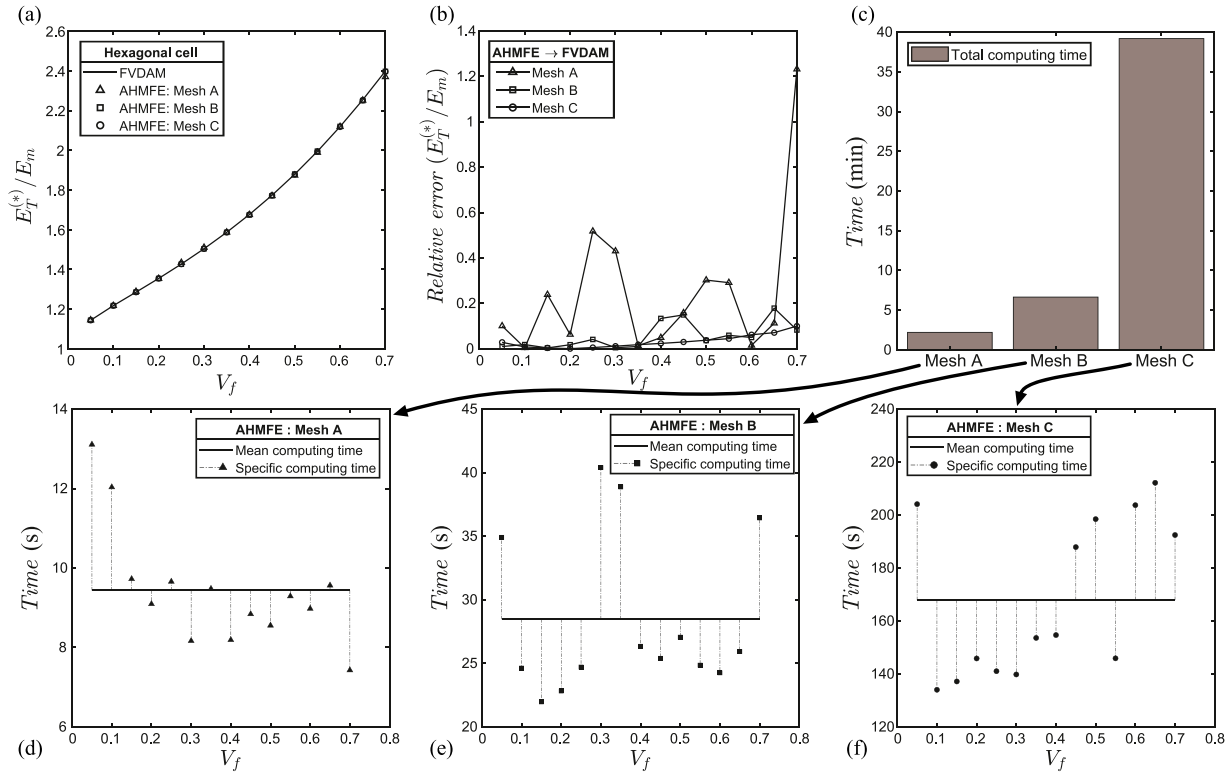 (a)
2.6
2.4
2.2
2
1.8
1.6
1.4
1.2
1
E_T^(*)/E_m
Hexagonal cell
FVDAM
AHMFE: Mesh A
AHMFE: Mesh B
AHMFE: Mesh C
0 0.1 0.2 0.3 0.4 0.5 0.6 0.7
V_f
(b)
1.4
1.2
1
0.8
0.6
0.4
0.2
0
Relative error (E_T^(*)/E_m)
AHMFE → FVDAM
Mesh A
Mesh B
Mesh C
0 0.1 0.2 0.3 0.4 0.5 0.6 0.7
V_f
(c)
40
35
30
25
20
15
10
5
0
Time (min)
Total computing time
Mesh A Mesh B Mesh C
14
12
10
8
6
Time (s)
AHMFE : Mesh A
Mean computing time
Specific computing time
0 0.1 0.2 0.3 0.4 0.5 0.6 0.7 0.8
V_f
(d)
45
40
35
30
25
20
Time (s)
AHMFE : Mesh B
Mean computing time
Specific computing time
0 0.1 0.2 0.3 0.4 0.5 0.6 0.7 0.8
V_f
(e)
240
220
200
180
160
140
120
Time (s)
AHMFE : Mesh C
Mean computing time
Specific computing time
0 0.1 0.2 0.3 0.4 0.5 0.6 0.7 0.8
V_f
(f)